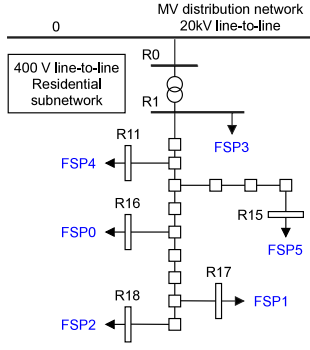 MV distribution network
0
20kV line-to-line
R0
400 V line-to-line
Residential
subnetwork
R1
R11
FSP3
FSP4
R16
R15
FSP0
FSP5
R17
R18
FSP1
FSP2